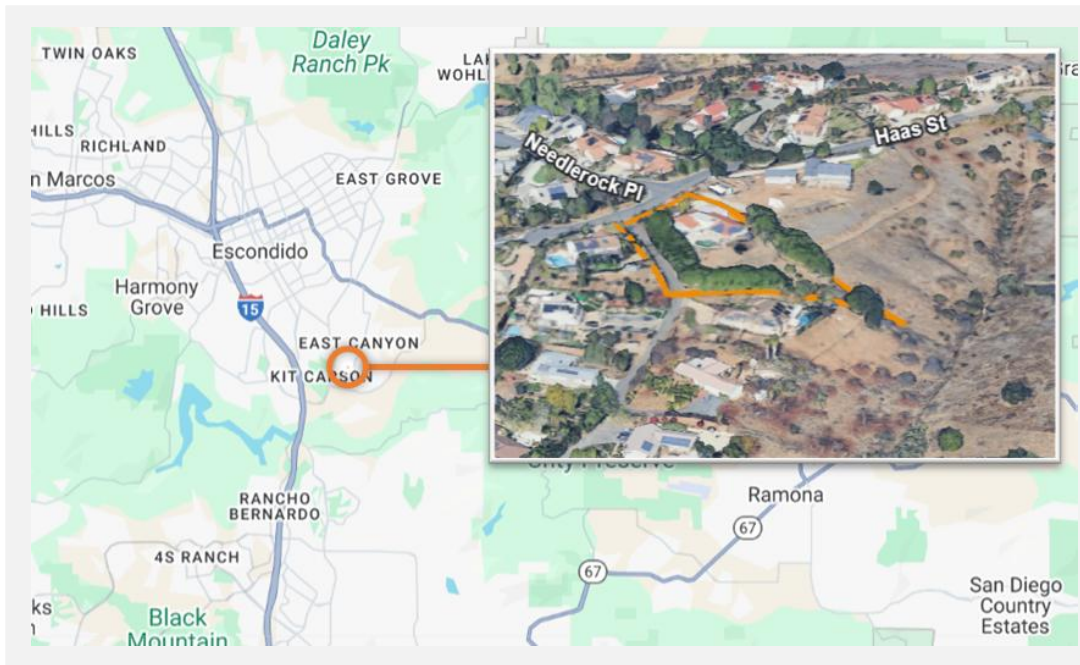 TWIN OAKS
Daley
Ranch Pk
WOHL
HILLS
RICHLAND
n Marcos
EAST GROVE
Escondido
Harmony
Grove
HILLS
15
EAST CANYON
KIT CARSON
RANCHO
BERNARDO
4S RANCH
Black
Mountain
Needlerock Pl
Haas St
Ramona
67
67
San Diego
Country
Estates